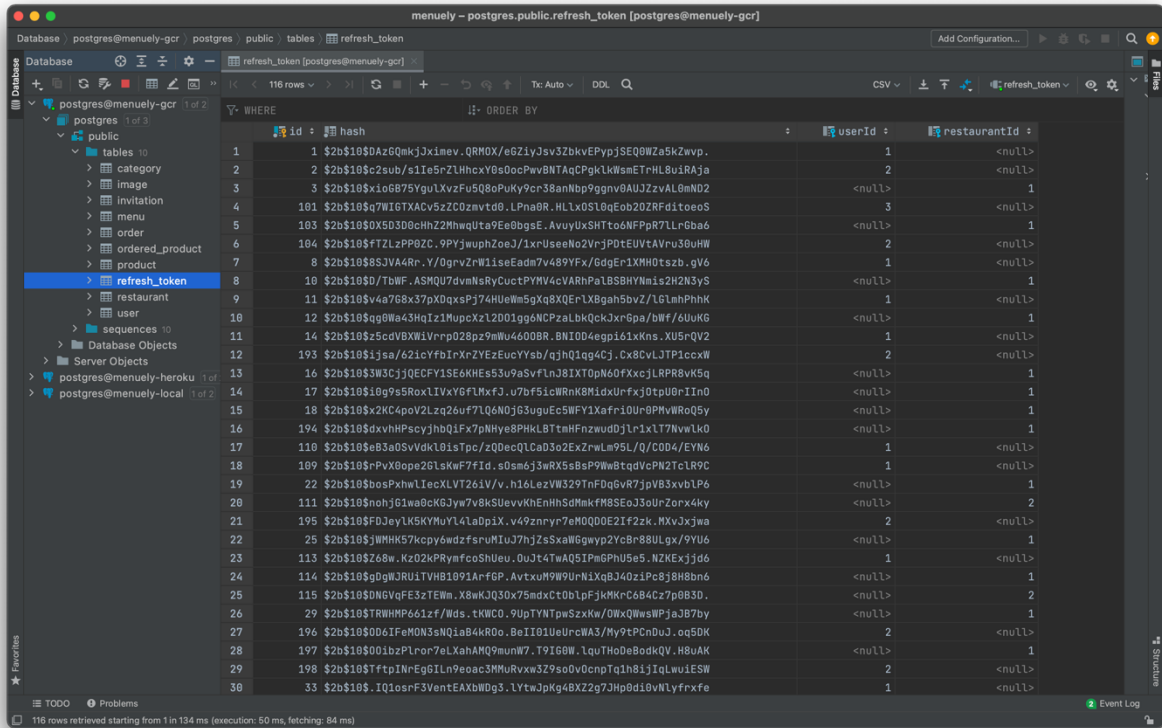 menuely – postgres.public.refresh_token [postgres@menuely-gcr]
Database postgres@menuely-gcr postgres public tables refresh_token Add Configuration...
Database refresh_token [postgres@menuely-gcr]
116 rows Tx: Auto DDL CSV refresh_token
postgres@menuely-gcr 1 of 2
postgres 1 of 3
public
tables 10
category
image
invitation
menu
order
ordered_product
product
refresh_token
restaurant
user
sequences 10
Database Objects
Server Objects
postgres@menuely-heroku 1 of
postgres@menuely-local 1 of 2
WHERE ORDER BY
id hash userId restaurantId
1 1 $2b$10$DAzGQmkjJximev.QRMOX/eGZiyJsv3ZbkvEPypjSEQ0WZa5kZwvp. 1 <null>
2 2 $2b$10$c2sub/s1Ie5rZlHhcxY0sOocPwvBNTAqCPgklkWsmETrHL8uiRAja 2 <null>
3 3 $2b$10$xioGB75YgulXvzFu5Q8oPuKy9cr38anNbp9ggnv0AUJZzvAL0mND2 <null> 1
4 101 $2b$10$q7WIGTXACv5zZCOzmvtd0.LPna0R.HLlxOSl0qEob2OZRFditoeoS 3 <null>
5 103 $2b$10$OX5D3D0cHhZ2MhwqUta9Ee0bgsE.AvuyUxSHTto6NFPpR7lLrGba6 <null> 1
6 104 $2b$10$fTZLzPP0ZC.9PYjwuphZoeJ/1xrUseeNo2VrjPDtEUVtAVru30uHW 2 <null>
7 8 $2b$10$8SJVA4Rr.Y/OgrvZrW1iseEadm7v489YFx/GdgEr1XMHOtszb.gV6 1 <null>
8 10 $2b$10$D/TbWF.ASMQU7dvmNsRyCuctPYMV4cVARhPalBSBHYNmis2H2N3yS <null> 1
9 11 $2b$10$v4a7G8x37pXDqxsPj74HUeWm5gXq8XQErlXBgah5bvZ/lGlmhPhhK 1 <null>
10 12 $2b$10$qg0Wa43HqIz1MupcXzl2DO1gg6NCPzaLbkQckJxrGpa/bWf/6UuKG <null> 1
11 14 $2b$10$z5cdVBXWiVrrpO28pz9mWu46OOBR.BNIOD4egpi61xKns.XU5rQV2 1 <null>
12 193 $2b$10$ijsa/62icYfbIrXrZYEzEucYYsb/qjhQ1qg4Cj.Cx8CvLJTP1ccxW 2 <null>
13 16 $2b$10$3W3CjjQECFY1SE6KHEs53u9aSvflnJ8IXTOpN6OfXxcjLRPR8vK5q <null> 1
14 17 $2b$10$i0g9s5RoxlIVxYGflMxfJ.u7bf5icWRnK8MidxUrfxjOtpU0rIInO <null> 1
15 18 $2b$10$x2KC4poV2Lzq26uf7lQ6NOjG3uguEc5WFY1XafriOUr0PMvWRoQ5y <null> 1
16 194 $2b$10$dxvhHPscyjhbQiFx7pNHye8PHkLBTtmHFnzwudDjlr1xlT7NvwlkO <null> 1
17 110 $2b$10$eB3aOSvVdkl0isTpc/zQDecQlCaD3o2ExZrwLm95L/Q/COD4/EYN6 1 <null>
18 109 $2b$10$rPvX0ope2GlsKwF7fId.sOsm6j3wRX5sBsP9WwBtqdVcPN2TclR9C 1 <null>
19 22 $2b$10$bosPxhwlIecXLVT26iV/v.h16LezVW329TnFDqGvR7jpVB3xvblP6 <null> 1
20 111 $2b$10$nohjG1wa0cKGJyw7v8kSUevvKhEnHhSdMmkfM8SEoJ3oUrZorx4ky <null> 2
21 195 $2b$10$FDJeylK5KYMuYl4laDpiX.v49znryr7eMOQDOE2If2zk.MXvJxjwa 2 <null>
22 25 $2b$10$jWMHK57kcpy6wdzfsruMIuJ7hjZsSxaWGgwyp2YcBr88ULgx/9YU6 <null> 1
23 113 $2b$10$Z68w.KzO2kPRymfcoShUeu.OuJt4TwAQ5IPmGPhU5e5.NZKExjjd6 1 <null>
24 114 $2b$10$gDgWJRUiTVHB1091ArfGP.AvtxuM9W9UrNiXqBJ4OziPc8j8H8bn6 <null> 1
25 115 $2b$10$DNGVqFE3zTEWm.X8wKJQ3Ox75mdxCtOblpFjkMKrC6B4Cz7p0B3D. <null> 2
26 29 $2b$10$TRWHMP661zf/Wds.tKWCO.9UpTYNTpwSzxKw/OWxQWwsWPjaJB7by <null> 1
27 196 $2b$10$OD6IFeMON3sNQiaB4kROo.BeII01UeUrcWA3/My9tPCnDuJ.oq5DK 2 <null>
28 197 $2b$10$OOibzPlror7eLXahAMQ9munW7.T9IG0W.lquTHoDeBodkQV.H8uAK <null> 1
29 198 $2b$10$TftpINrEgGILn9eoac3MMuRvxw3Z9soOvOcnpTq1h8ijIqLwuiESW 2 <null>
30 33 $2b$10$.IQ1osrF3VentEAXbWDg3.lYtwJpKg4BXZ2g7JHp0di0vNlyfrxfe 1 <null>
Files
Favorites
Structure
TODO Problems 2 Event Log
116 rows retrieved starting from 1 in 134 ms (execution: 50 ms, fetching: 84 ms)